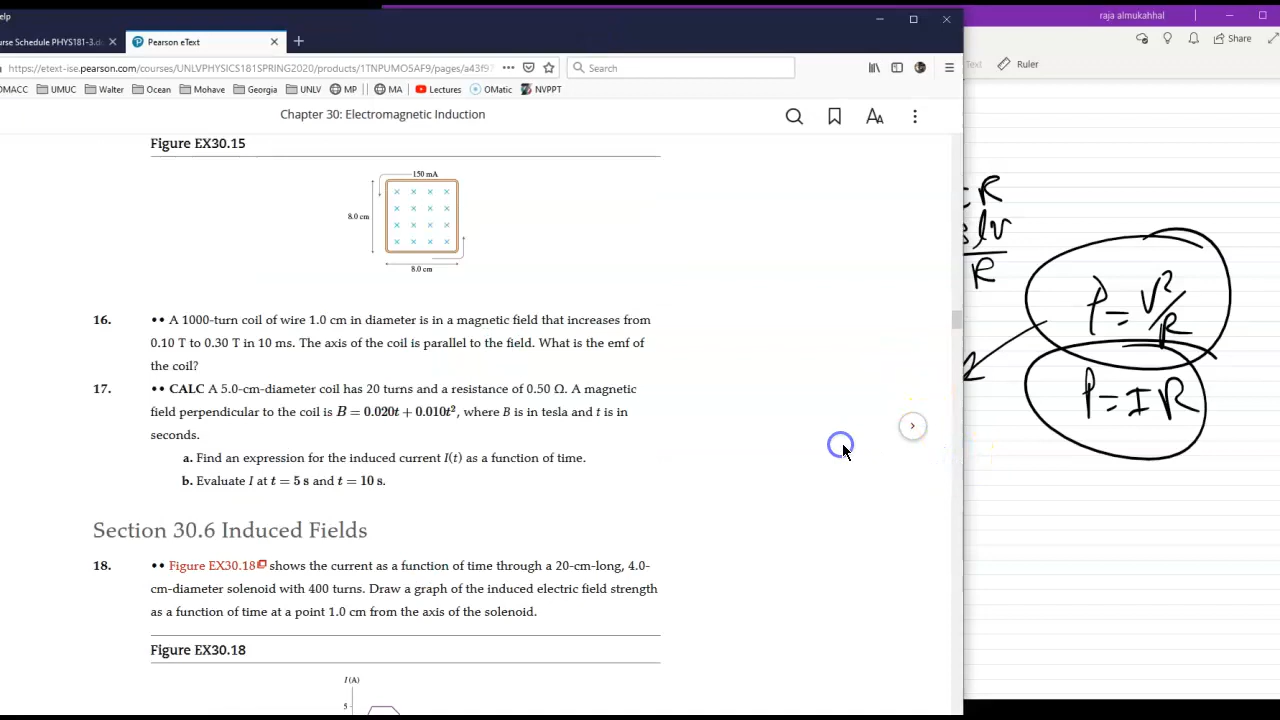 elp
raja almukahhal
urse Schedule PHYS181-3.d
Pearson eText
Share
https://etext-ise.pearson.com/courses/UNLVPHYSICS181SPRING2020/products/1TNPUMO5AF9/pages/a43f9
Search
Text
Ruler
OMACC
UMUC
Walter
Ocean
Mohave
Georgia
UNLV
MP
MA
Lectures
OMatic
NVPPT
Chapter 30: Electromagnetic Induction
Figure EX30.15
150 mA
8.0 cm
8.0 cm
16. •• A 1000-turn coil of wire 1.0 cm in diameter is in a magnetic field that increases from
0.10 T to 0.30 T in 10 ms. The axis of the coil is parallel to the field. What is the emf of
the coil?
17. •• CALC A 5.0-cm-diameter coil has 20 turns and a resistance of 0.50 Ω. A magnetic
field perpendicular to the coil is B = 0.020t + 0.010t², where B is in tesla and t is in
seconds.
a. Find an expression for the induced current I(t) as a function of time.
b. Evaluate I at t = 5 s and t = 10 s.
Section 30.6 Induced Fields
18. •• Figure EX30.18 shows the current as a function of time through a 20-cm-long, 4.0-
cm-diameter solenoid with 400 turns. Draw a graph of the induced electric field strength
as a function of time at a point 1.0 cm from the axis of the solenoid.
Figure EX30.18
I (A)
5
R
lv
R
P = V²/R
P = I R